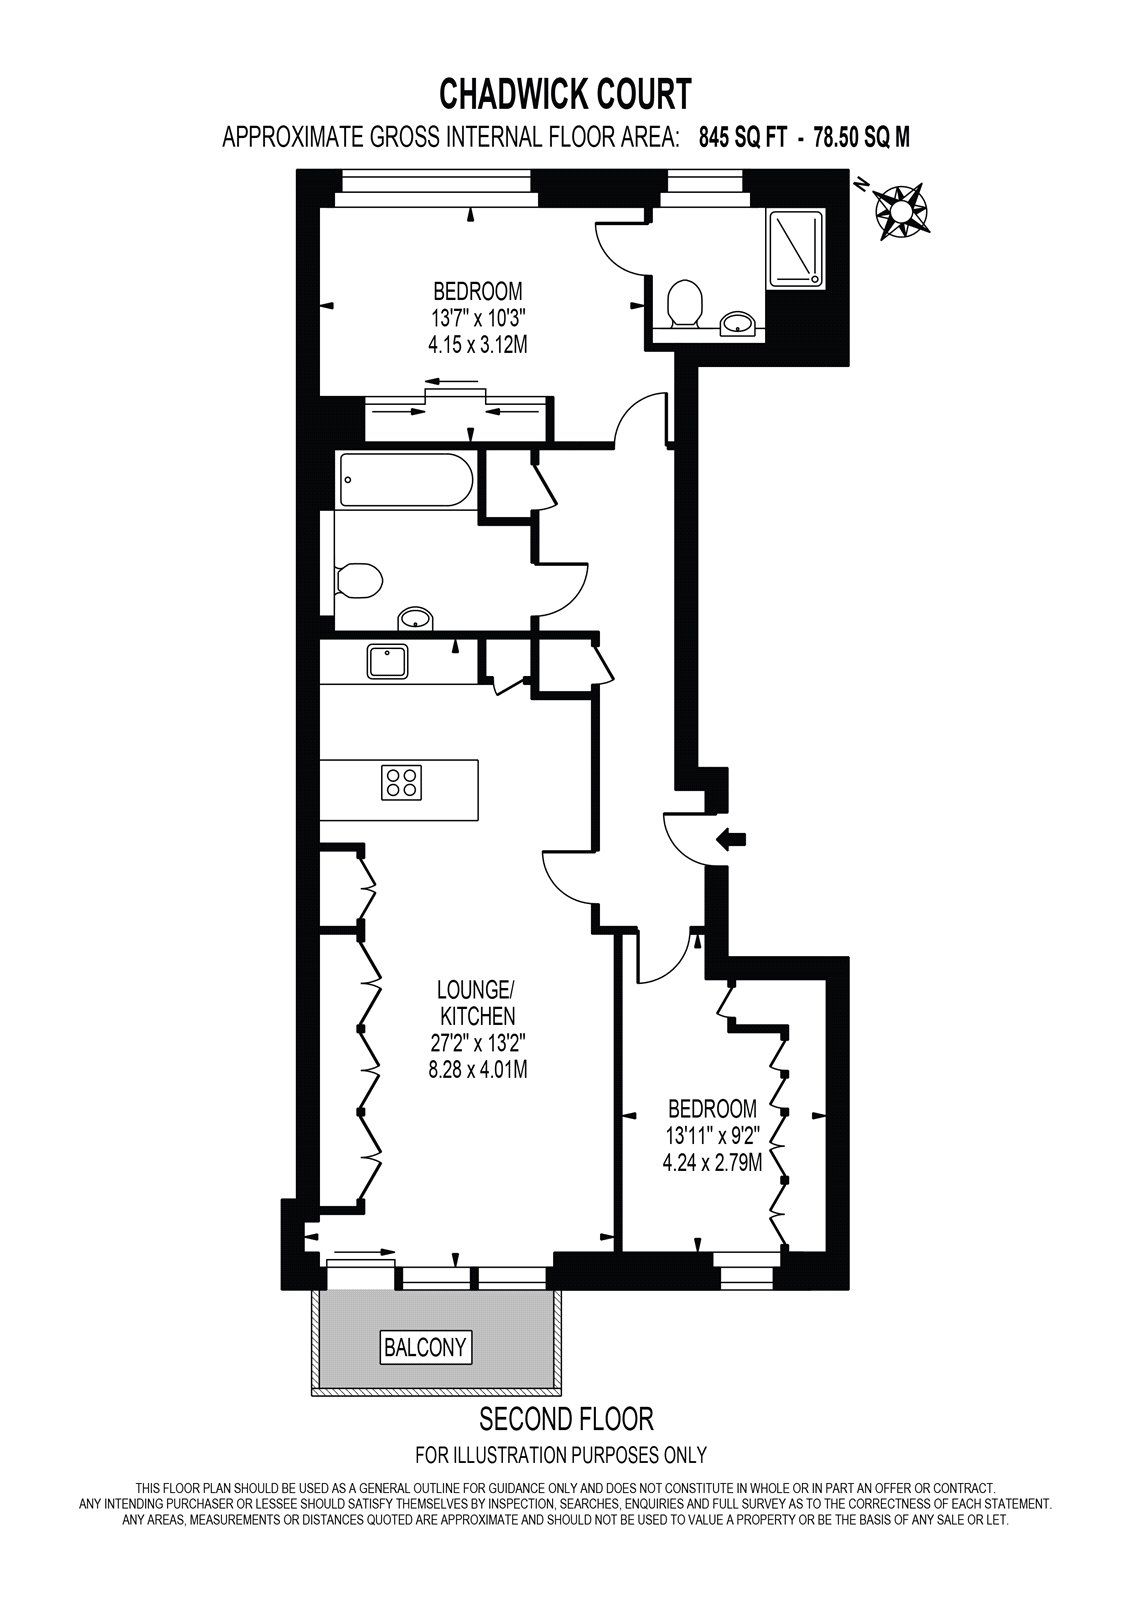 CHADWICK COURT
APPROXIMATE GROSS INTERNAL FLOOR AREA: 845 SQ FT - 78.50 SQ M
N
BEDROOM
13'7" x 10'3"
4.15 x 3.12M
LOUNGE/
KITCHEN
27'2" x 13'2"
8.28 x 4.01M
BEDROOM
13'11" x 9'2"
4.24 x 2.79M
BALCONY
SECOND FLOOR
FOR ILLUSTRATION PURPOSES ONLY
THIS FLOOR PLAN SHOULD BE USED AS A GENERAL OUTLINE FOR GUIDANCE ONLY AND DOES NOT CONSTITUTE IN WHOLE OR IN PART AN OFFER OR CONTRACT.
ANY INTENDING PURCHASER OR LESSEE SHOULD SATISFY THEMSELVES BY INSPECTION, SEARCHES, ENQUIRIES AND FULL SURVEY AS TO THE CORRECTNESS OF EACH STATEMENT.
ANY AREAS, MEASUREMENTS OR DISTANCES QUOTED ARE APPROXIMATE AND SHOULD NOT BE USED TO VALUE A PROPERTY OR BE THE BASIS OF ANY SALE OR LET.